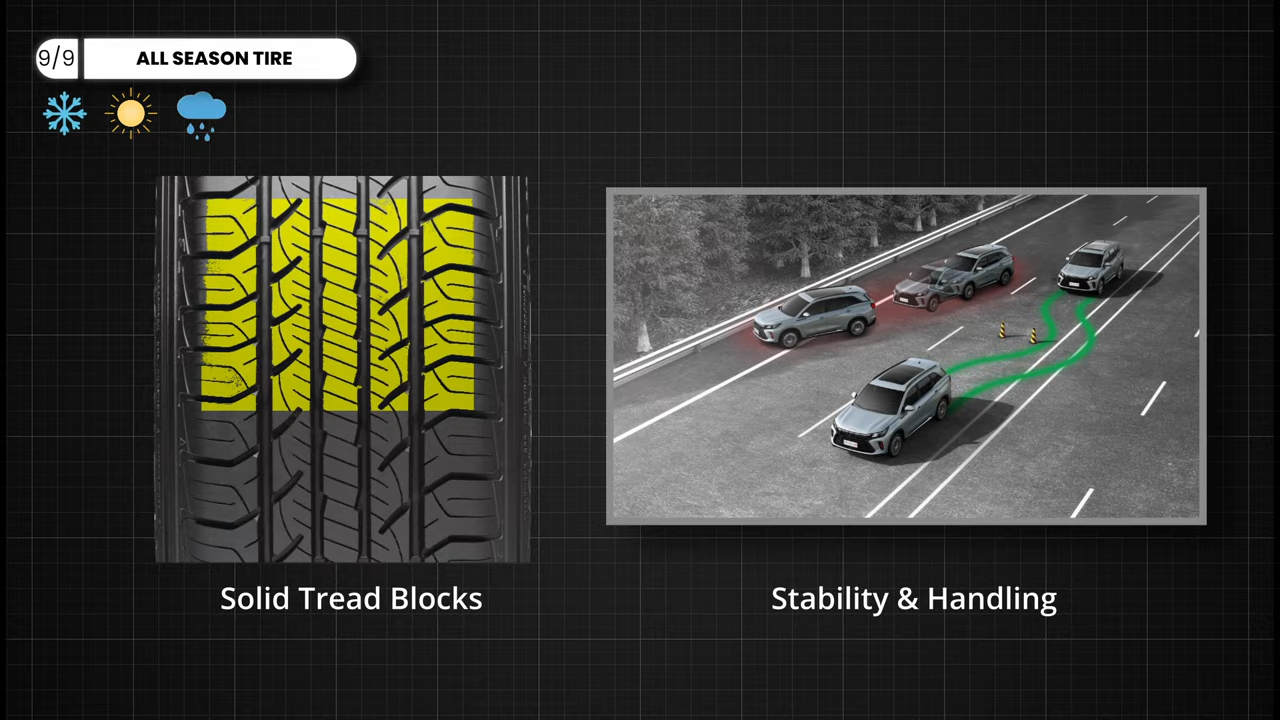 9/9
ALL SEASON TIRE
Solid Tread Blocks
Stability & Handling